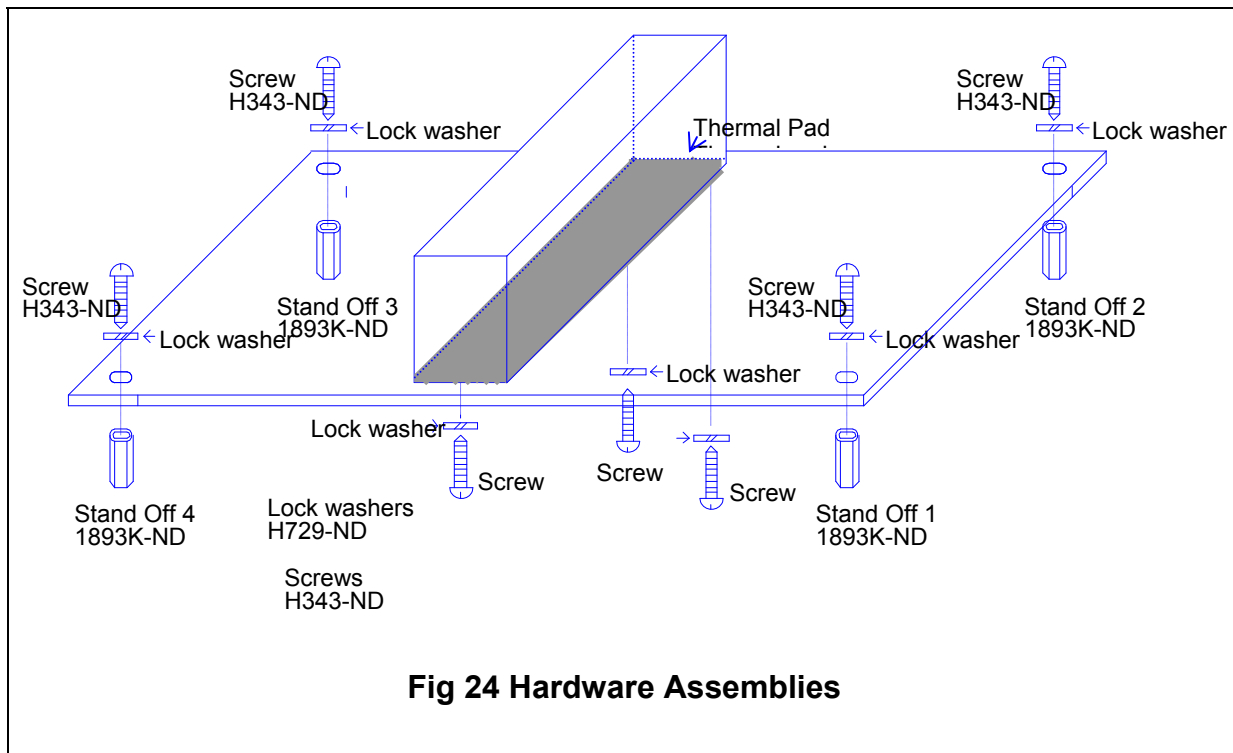 Screw
H343-ND
Lock washer
Screw
H343-ND
Lock washer
Thermal Pad
Screw
H343-ND
Lock washer
Stand Off 3
1893K-ND
Screw
H343-ND
Lock washer
Stand Off 2
1893K-ND
Lock washer
Lock washer
Screw
Screw
Screw
Stand Off 4
1893K-ND
Lock washers
H729-ND
Stand Off 1
1893K-ND
Screws
H343-ND
Fig 24 Hardware Assemblies